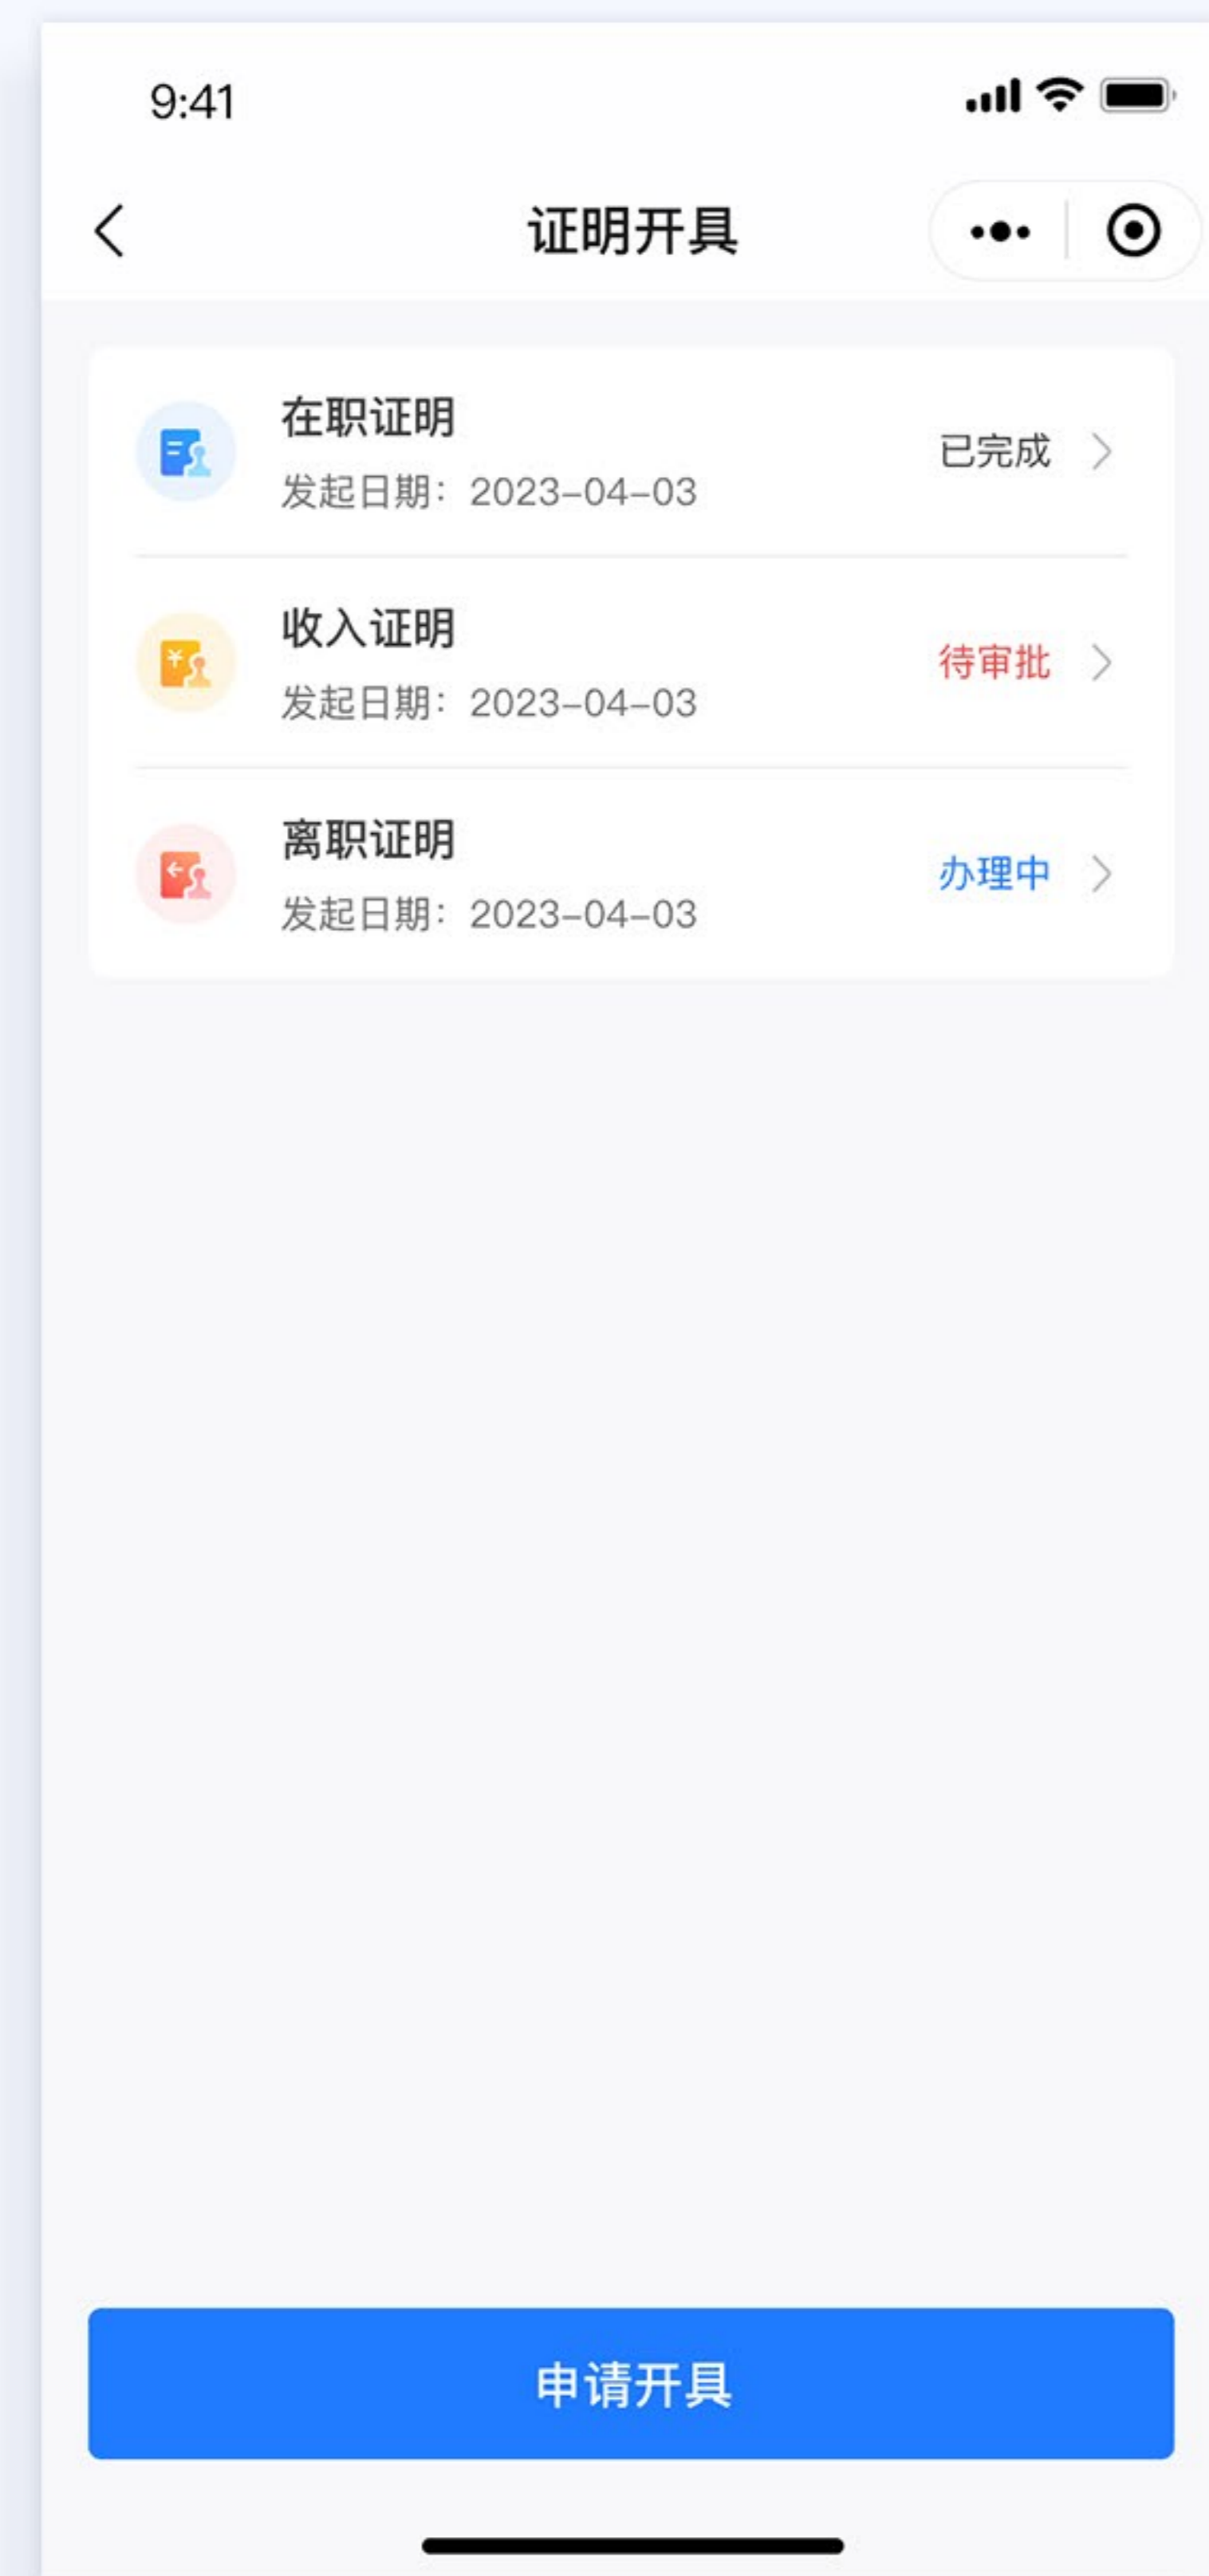 9:41
证明开具
在职证明
发起日期：2023-04-03
已完成
收入证明
发起日期：2023-04-03
待审批
离职证明
发起日期：2023-04-03
办理中
申请开具